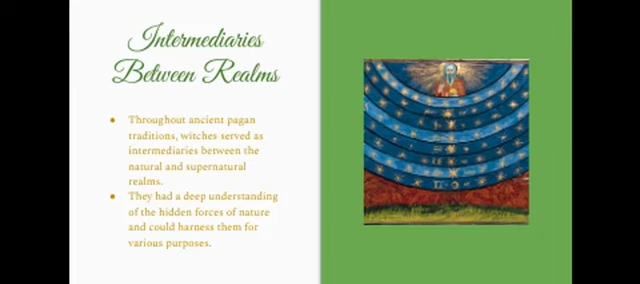 Intermediaries
Between Realms
• Throughout ancient pagan
traditions, witches served as
intermediaries between the
natural and supernatural
realms.
• They had a deep understanding
of the hidden forces of nature
and could harness them for
various purposes.